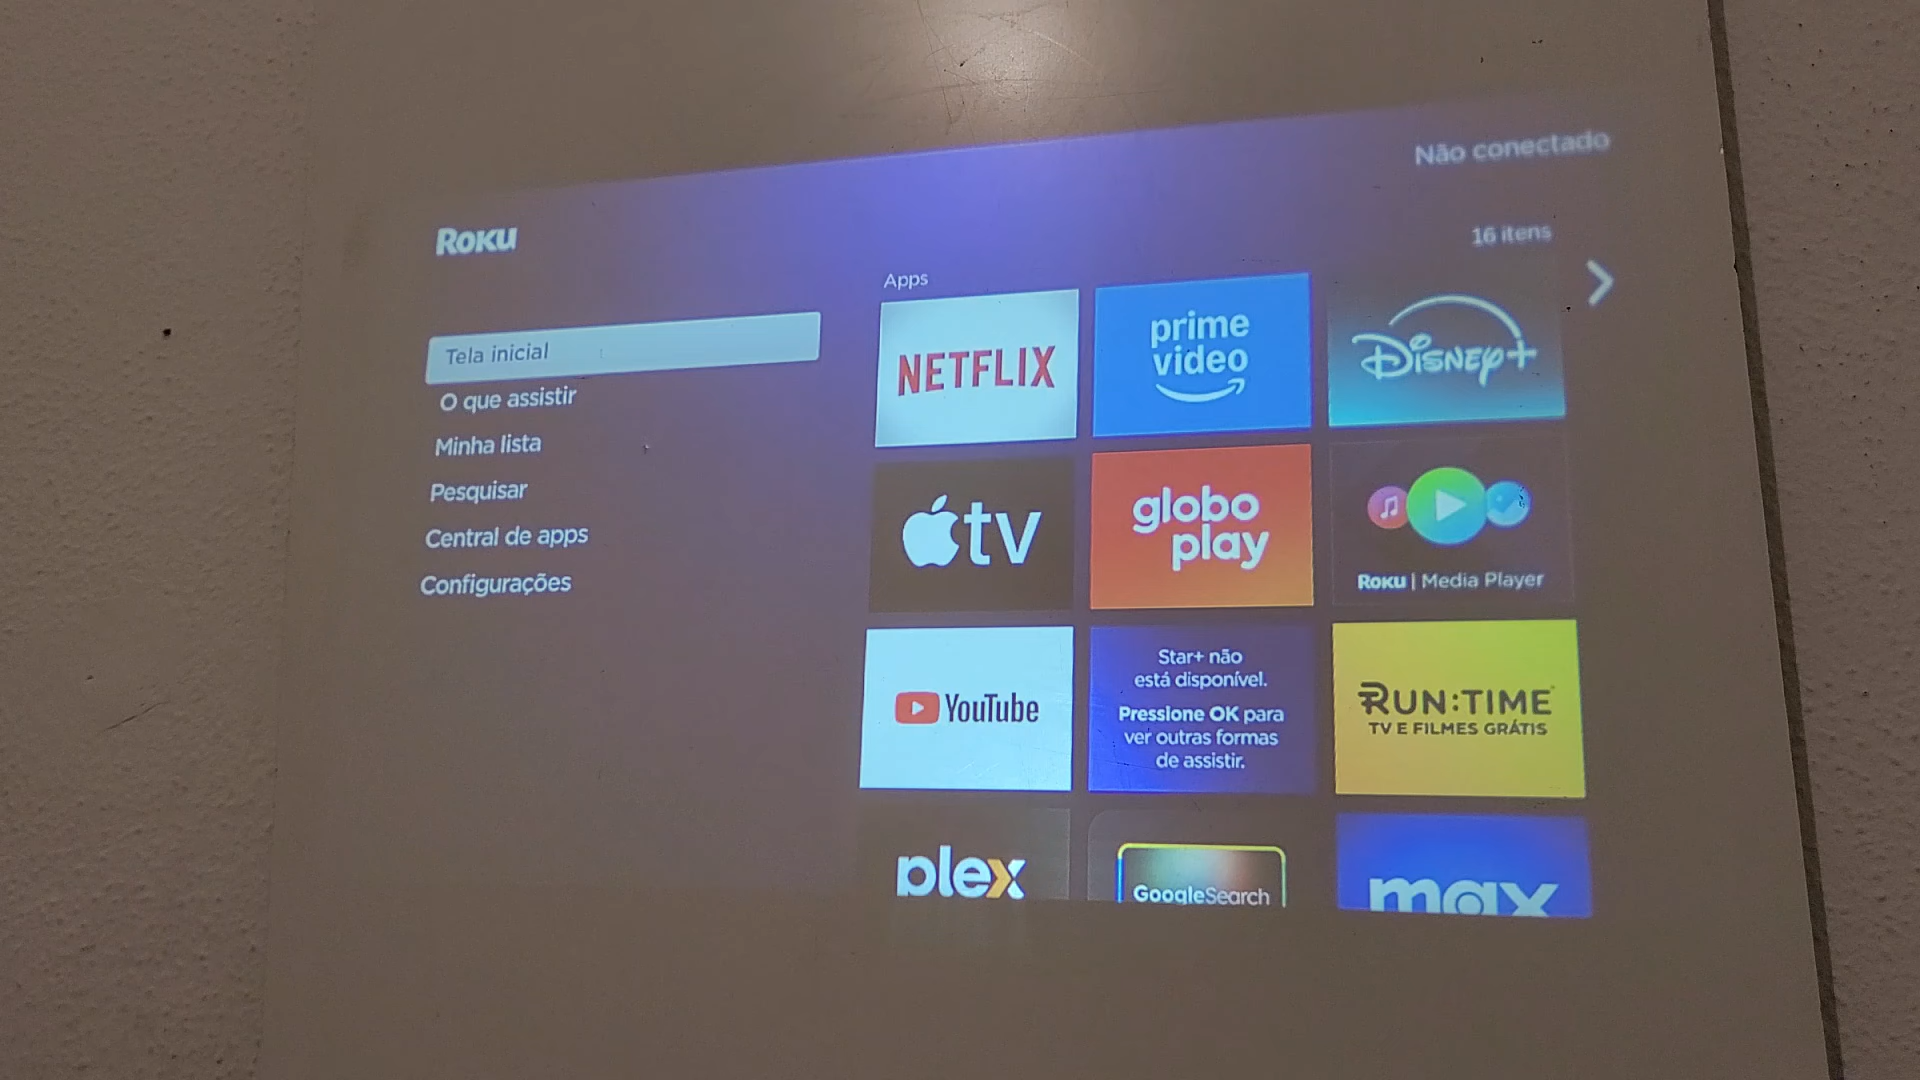 Não conectado
Roku
16 itens
Apps
Tela inicial
O que assistir
Minha lista
Pesquisar
Central de apps
Configurações
NETFLIX
prime
video
Disney+
tv
globo
play
Roku | Media Player
YouTube
Star+ não
está disponível.
Pressione OK para
ver outras formas
de assistir.
RUN:TIME
TV E FILMES GRÁTIS
plex
GoogleSearch
max